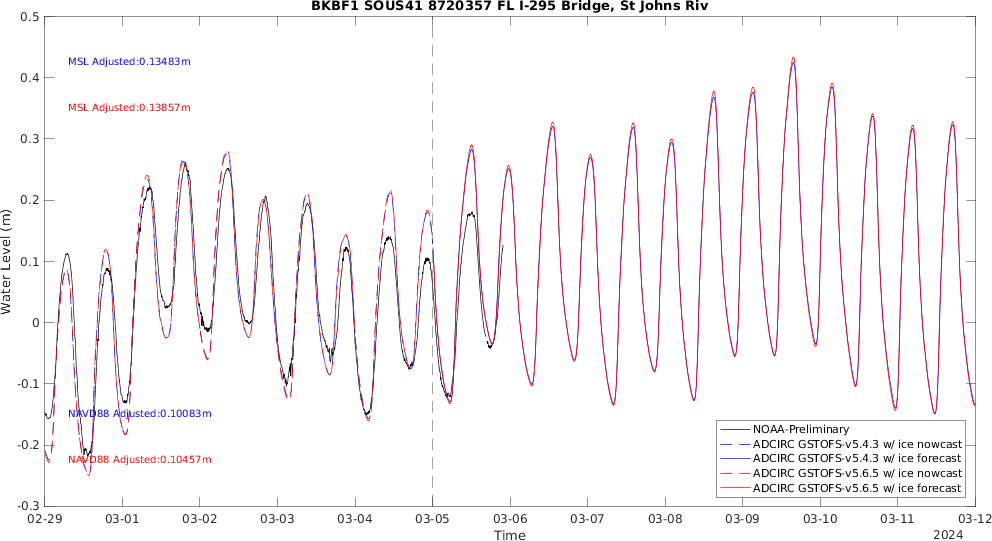 BKBF1 SOUS41 8720357 FL I-295 Bridge, St Johns Riv
0.5
0.4
0.3
0.2
0.1
0
-0.1
-0.2
-0.3
Water Level (m)
MSL Adjusted:0.13483m
MSL Adjusted:0.13857m
NAVD88 Adjusted:0.10083m
NAVD88 Adjusted:0.10457m
NOAA-Preliminary
ADCIRC GSTOFS-v5.4.3 w/ ice nowcast
ADCIRC GSTOFS-v5.4.3 w/ ice forecast
ADCIRC GSTOFS-v5.6.5 w/ ice nowcast
ADCIRC GSTOFS-v5.6.5 w/ ice forecast
02-29 03-01 03-02 03-03 03-04 03-05 03-06 03-07 03-08 03-09 03-10 03-11 03-12
Time
2024